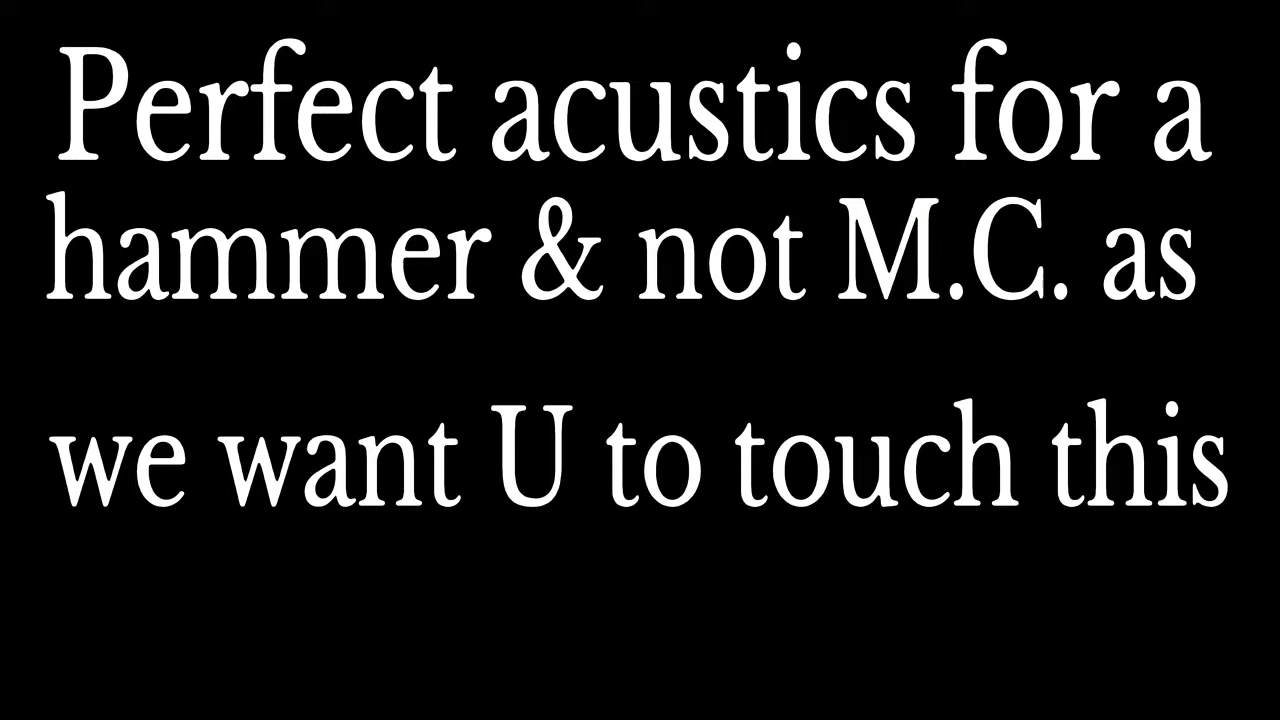 Perfect acustics for a
hammer & not M.C. as
we want U to touch this